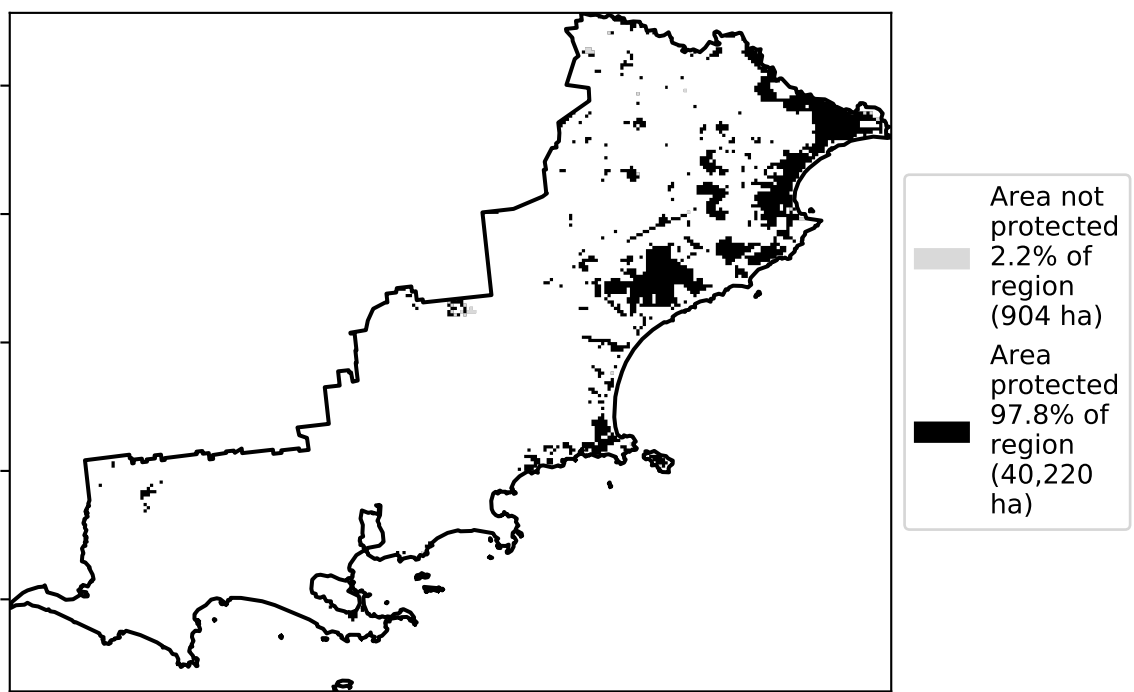 Area not
protected
2.2% of
region
(904 ha)
Area
protected
97.8% of
region
(40,220
ha)